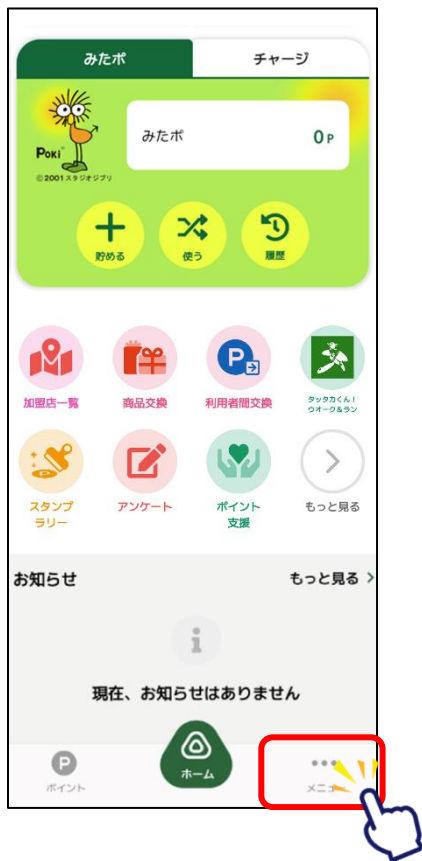 みたポ
チャージ
みたポ
0 P
POKI
©2001スタジオジブリ
貯める
使う
履歴
加盟店一覧
商品交換
P
利用者間交換
タッタカくん!
ウオーク&ラン
スタンプ
ラリー
アンケート
ポイント
支援
もっと見る
お知らせ
もっと見る
現在、お知らせはありません
P
ポイント
ホーム